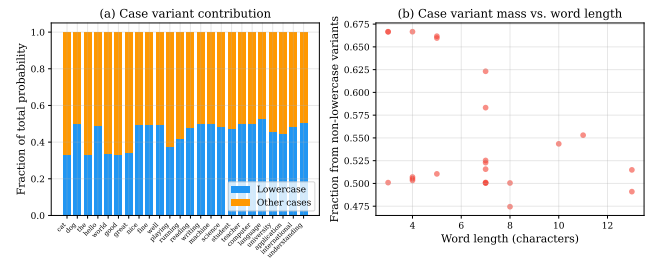 (a) Case variant contribution
Fraction of total probability
1.0
0.8
0.6
0.4
0.2
0.0
Lowercase
Other cases
cat
dog
the
hello
world
good
great
nice
fine
well
playing
running
reading
writing
machine
science
student
teacher
computer
language
university
application
international
understanding
(b) Case variant mass vs. word length
Fraction from non-lowercase variants
0.675
0.650
0.625
0.600
0.575
0.550
0.525
0.500
0.475
4
6
8
10
12
Word length (characters)